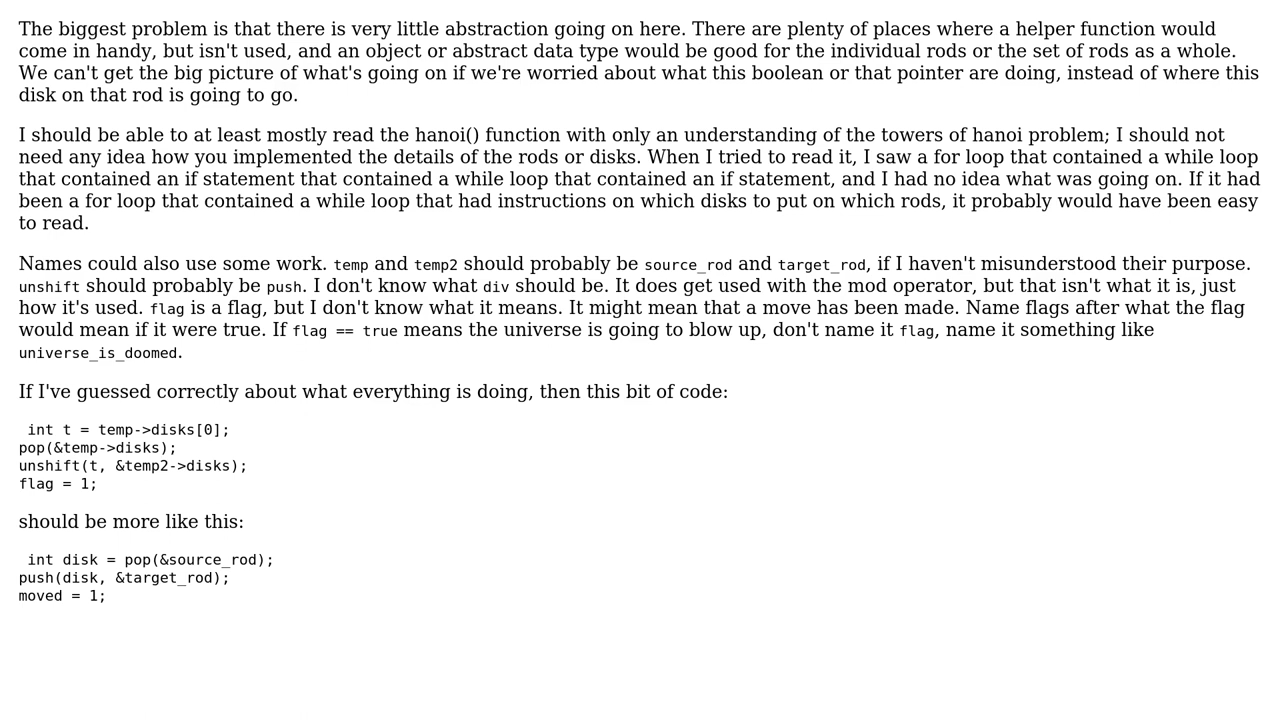 The biggest problem is that there is very little abstraction going on here. There are plenty of places where a helper function would
come in handy, but isn't used, and an object or abstract data type would be good for the individual rods or the set of rods as a whole.
We can't get the big picture of what's going on if we're worried about what this boolean or that pointer are doing, instead of where this
disk on that rod is going to go.
I should be able to at least mostly read the hanoi() function with only an understanding of the towers of hanoi problem; I should not
need any idea how you implemented the details of the rods or disks. When I tried to read it, I saw a for loop that contained a while loop
that contained an if statement that contained a while loop that contained an if statement, and I had no idea what was going on. If it had
been a for loop that contained a while loop that had instructions on which disks to put on which rods, it probably would have been easy
to read.
Names could also use some work. temp and temp2 should probably be source_rod and target_rod, if I haven't misunderstood their purpose.
unshift should probably be push. I don't know what div should be. It does get used with the mod operator, but that isn't what it is, just
how it's used. flag is a flag, but I don't know what it means. It might mean that a move has been made. Name flags after what the flag
would mean if it were true. If flag == true means the universe is going to blow up, don't name it flag, name it something like
universe_is_doomed.
If I've guessed correctly about what everything is doing, then this bit of code:
int t = temp->disks[0];
pop(&temp->disks);
unshift(t, &temp2->disks);
flag = 1;
should be more like this:
int disk = pop(&source_rod);
push(disk, &target_rod);
moved = 1;